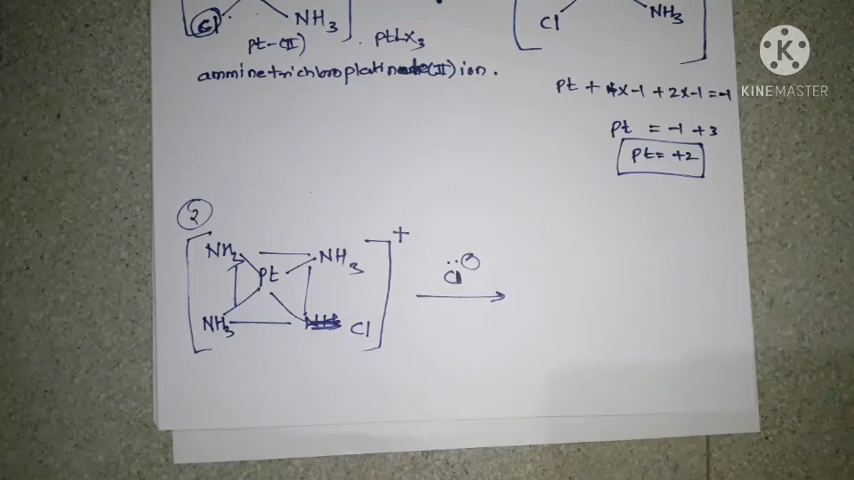 Cl NH3
Pt-(II) PtLX3
amminetrichloroplatinate(II) ion.
Cl NH3
Pt + 4x-1 + 2x-1 = -1
Pt = -1 +3
Pt = +2
K
KINEMASTER
2
NH3 NH3 +
Pt
NH3 Cl
Cl